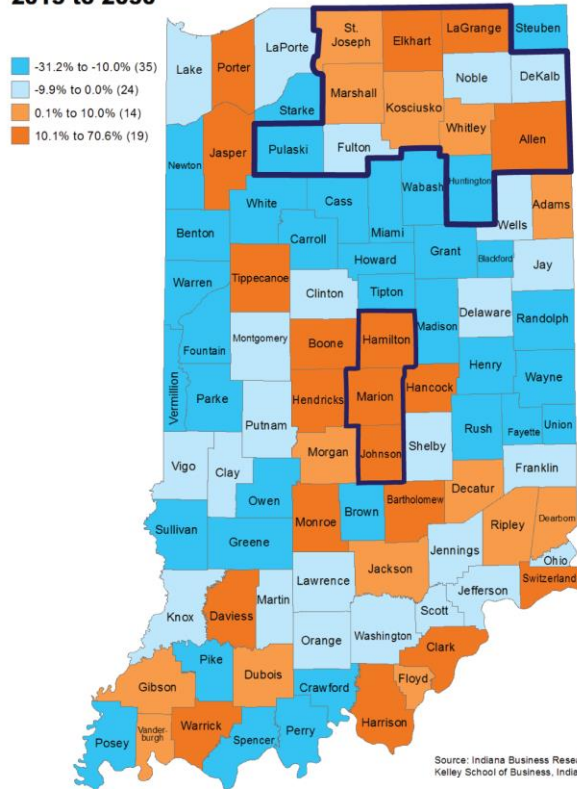 2015 to 2050
-31.2% to -10.0% (35)
-9.9% to 0.0% (24)
0.1% to 10.0% (14)
10.1% to 70.6% (19)
Lake
Porter
LaPorte
St.
Joseph
Elkhart
LaGrange
Steuben
Noble
DeKalb
Starke
Marshall
Kosciusko
Whitley
Allen
Newton
Jasper
Pulaski
Fulton
Wabash
Huntington
White
Cass
Miami
Wells
Adams
Benton
Carroll
Howard
Grant
Blackford
Jay
Warren
Tippecanoe
Clinton
Tipton
Madison
Delaware
Randolph
Fountain
Montgomery
Boone
Hamilton
Henry
Wayne
Vermillion
Parke
Putnam
Hendricks
Marion
Hancock
Rush
Fayette
Union
Vigo
Clay
Morgan
Johnson
Shelby
Franklin
Owen
Sullivan
Greene
Monroe
Brown
Bartholomew
Decatur
Ripley
Dearborn
Jennings
Ohio
Jackson
Switzerland
Jefferson
Knox
Daviess
Martin
Lawrence
Scott
Washington
Orange
Clark
Gibson
Pike
Dubois
Crawford
Floyd
Harrison
Posey
Vander-
burgh
Warrick
Spencer
Perry
Source: Indiana Business Resea
Kelley School of Business, India